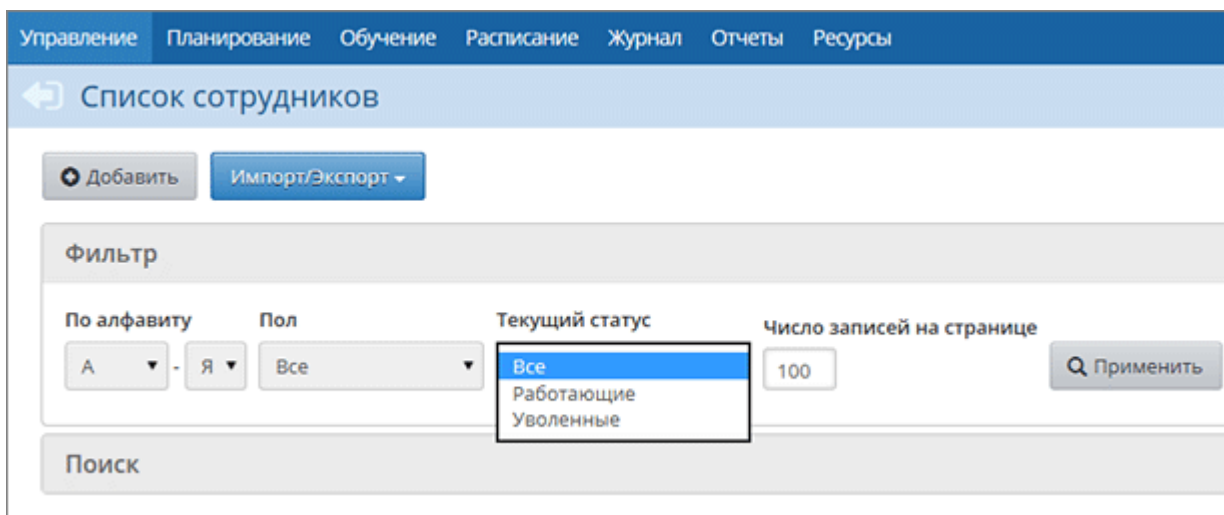 Управление Планирование Обучение Расписание Журнал Отчеты Ресурсы
Список сотрудников
Добавить Импорт/Экспорт
Фильтр
По алфавиту Пол Текущий статус Число записей на странице
А - Я Все Все 100 Применить
Работающие
Уволенные
Поиск